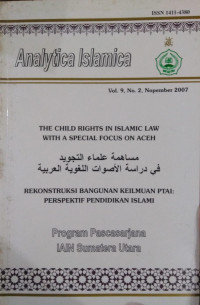 ISSN 1411-4380
Analytica Islamica
Vol. 9, No. 2, Nopember 2007
THE CHILD RIGHTS IN ISLAMIC LAW
WITH A SPECIAL FOCUS ON ACEH
مساهمة علماء التجويد
في دراسة الأصوات اللغوية العربية
REKONSTRUKSI BANGUNAN KEILMUAN PTAI:
PERSPEKTIF PENDIDIKAN ISLAMI
Program Pascasarjana
IAIN Sumatera Utara